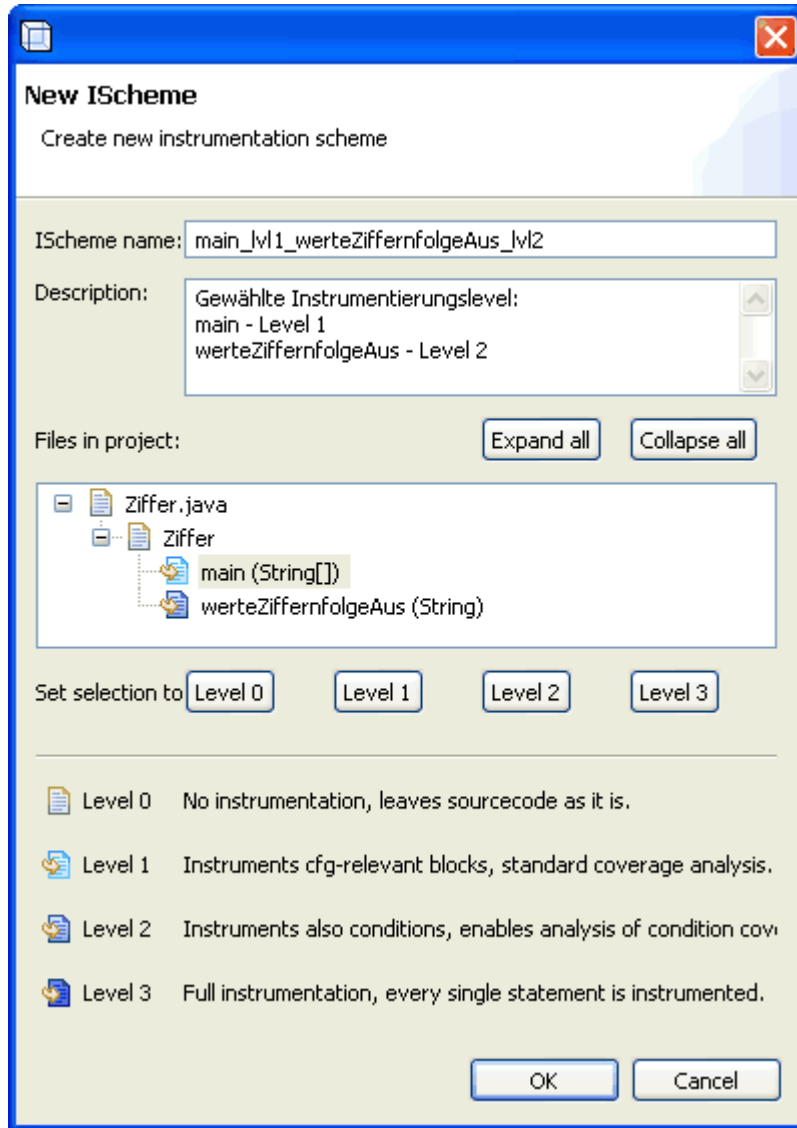 New IScheme
Create new instrumentation scheme
IScheme name: main_lvl1_werteZiffernfolgeAus_lvl2
Description: Gewählte Instrumentierungslevel:
main - Level 1
werteZiffernfolgeAus - Level 2
Files in project: Expand all Collapse all
Ziffer.java
Ziffer
main (String[])
werteZiffernfolgeAus (String)
Set selection to Level 0 Level 1 Level 2 Level 3
Level 0 No instrumentation, leaves sourcecode as it is.
Level 1 Instruments cfg-relevant blocks, standard coverage analysis.
Level 2 Instruments also conditions, enables analysis of condition
Level 3 Full instrumentation, every single statement is instrumented.
OK Cancel